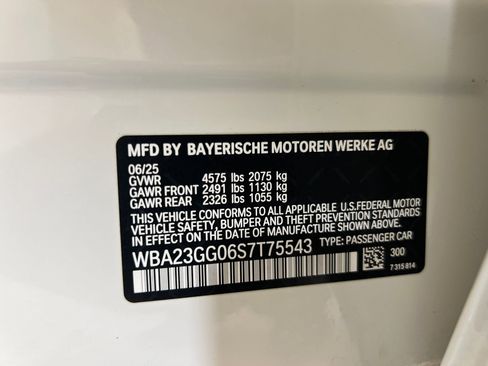 MFD BY BAYERISCHE MOTOREN WERKE AG
06/25
GVWR 4575 lbs 2075 kg
GAWR FRONT 2491 lbs 1130 kg
GAWR REAR 2326 lbs 1055 kg
THIS VEHICLE CONFORMS TO ALL APPLICABLE U.S.FEDERAL MOTOR
VEHICLE SAFETY, BUMPER, AND THEFT PREVENTION STANDARDS
IN EFFECT ON THE DATE OF MANUFACTURE SHOWN ABOVE.
WBA23GG06S7T75543 TYPE: PASSENGER CAR
300
7 315 814